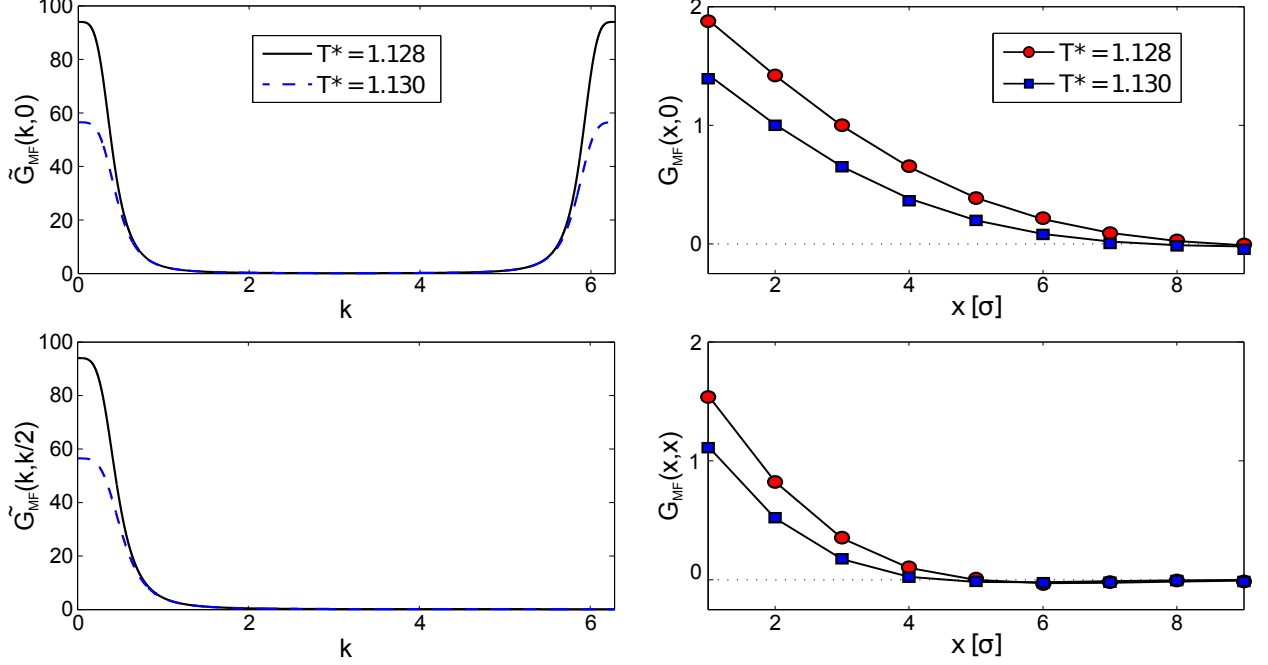 100
80
60
40
20
0
0
2
4
6
G̃MF(k,0)
k
T* = 1.128
T* = 1.130
2
1
0
2
4
6
8
GMF(x,0)
x [σ]
T* = 1.128
T* = 1.130
100
80
60
40
20
0
0
2
4
6
G̃MF(k,k/2)
k
2
1
0
2
4
6
8
GMF(x,x)
x [σ]